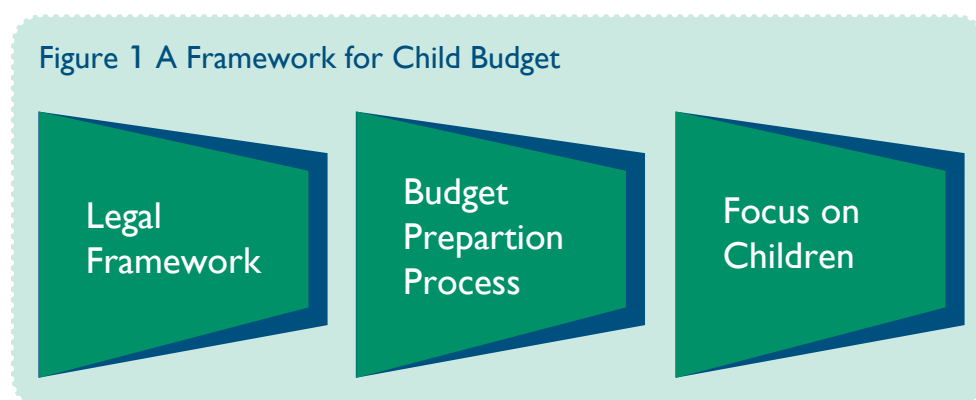 Figure 1 A Framework for Child Budget
Legal
Framework
Budget
Prepartion
Process
Focus on
Children